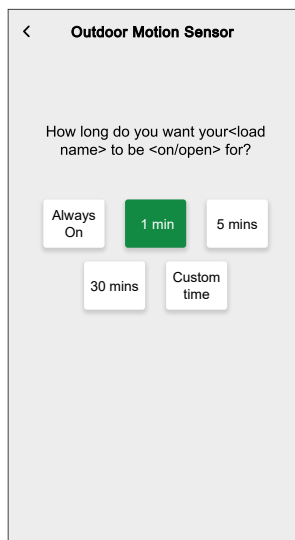 Outdoor Motion Sensor
How long do you want your<load
name> to be <on/open> for?
Always
On
1 min
5 mins
30 mins
Custom
time